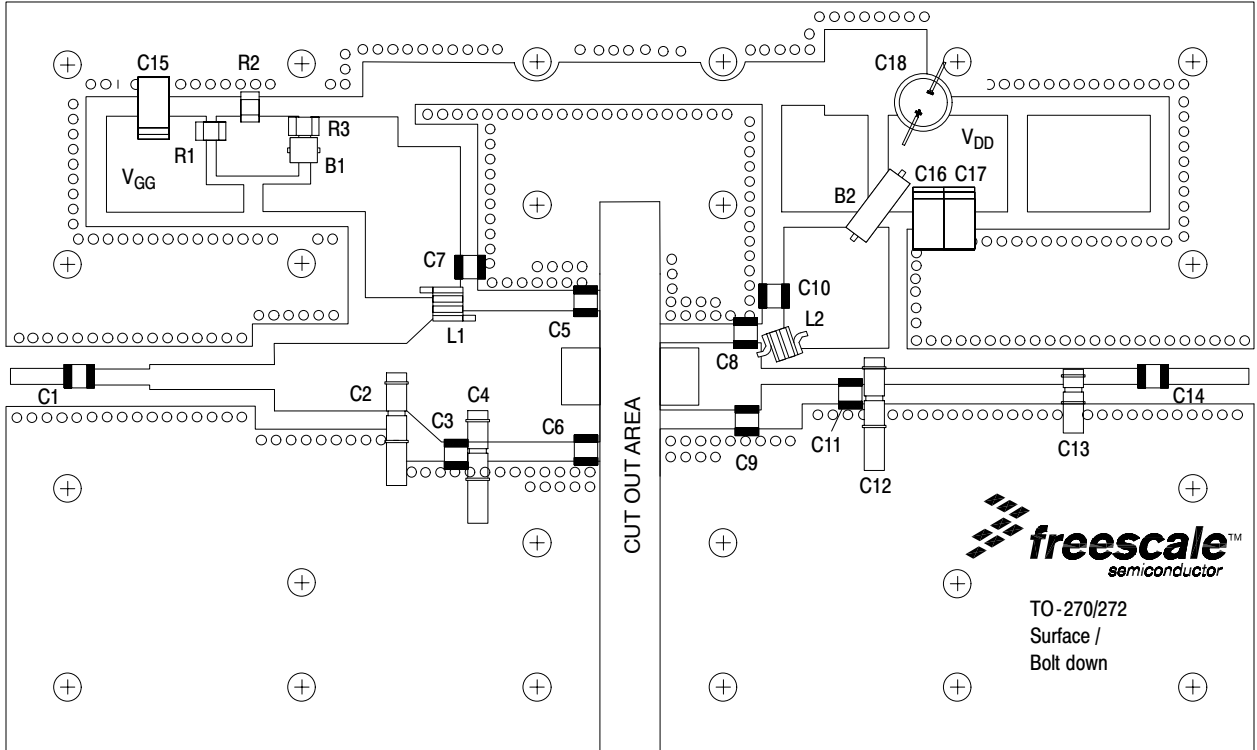 C15
R2
C18
R1
R3
B1
VGG
VDD
C16 C17
B2
C7
C10
L1
C5
L2
C8
C1
C2
C4
C3
C6
C9
C11
C12
C13
C14
CUT OUT AREA
freescale™
semiconductor
TO-270/272
Surface /
Bolt down